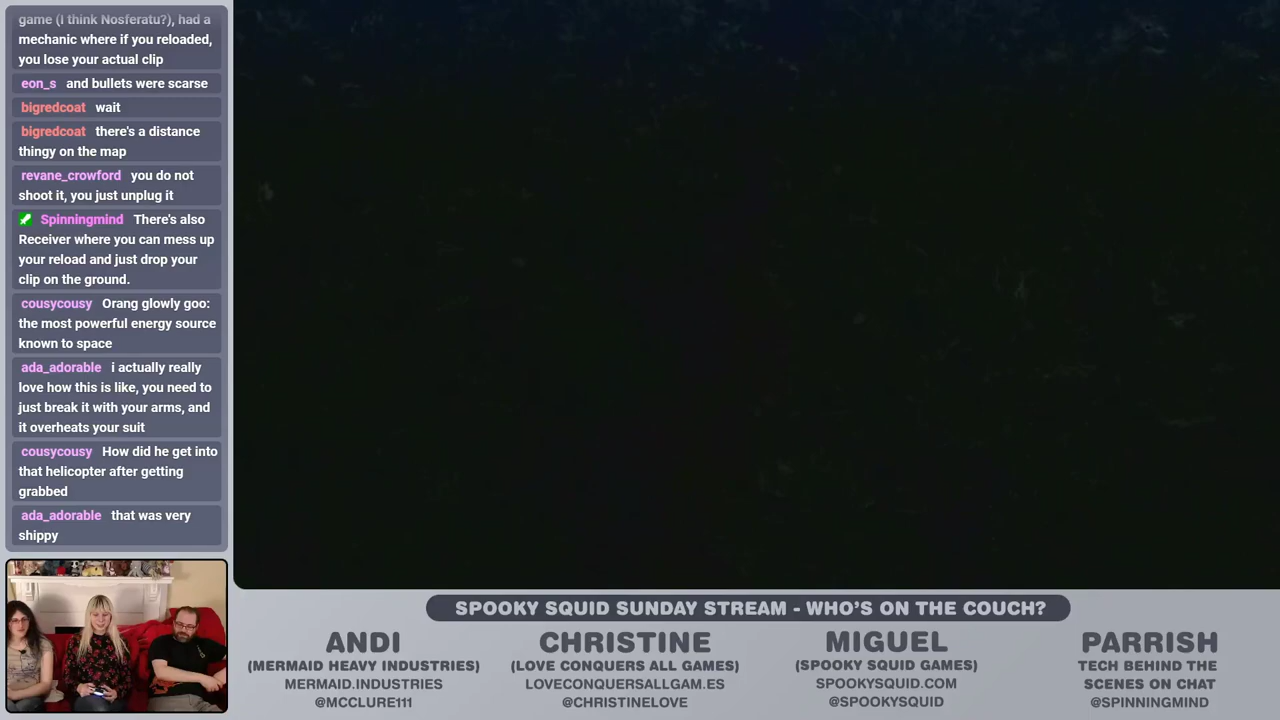 game (I think Nosferatu?), had a
mechanic where if you reloaded,
you lose your actual clip
eon_s and bullets were scarse
bigredcoat wait
bigredcoat there's a distance
thingy on the map
revane_crowford you do not
shoot it, you just unplug it
Spinningmind There's also
Receiver where you can mess up
your reload and just drop your
clip on the ground.
cousycousy Orang glowly goo:
the most powerful energy source
known to space
ada_adorable i actually really
love how this is like, you need to
just break it with your arms, and
it overheats your suit
cousycousy How did he get into
that helicopter after getting
grabbed
ada_adorable that was very
shippy
SPOOKY SQUID SUNDAY STREAM - WHO'S ON THE COUCH?
ANDI
(MERMAID HEAVY INDUSTRIES)
MERMAID.INDUSTRIES
@MCCLURE111
CHRISTINE
(LOVE CONQUERS ALL GAMES)
LOVECONQUERSALLGAM.ES
@CHRISTINELOVE
MIGUEL
(SPOOKY SQUID GAMES)
SPOOKYSQUID.COM
@SPOOKYSQUID
PARRISH
TECH BEHIND THE
SCENES ON CHAT
@SPINNINGMIND